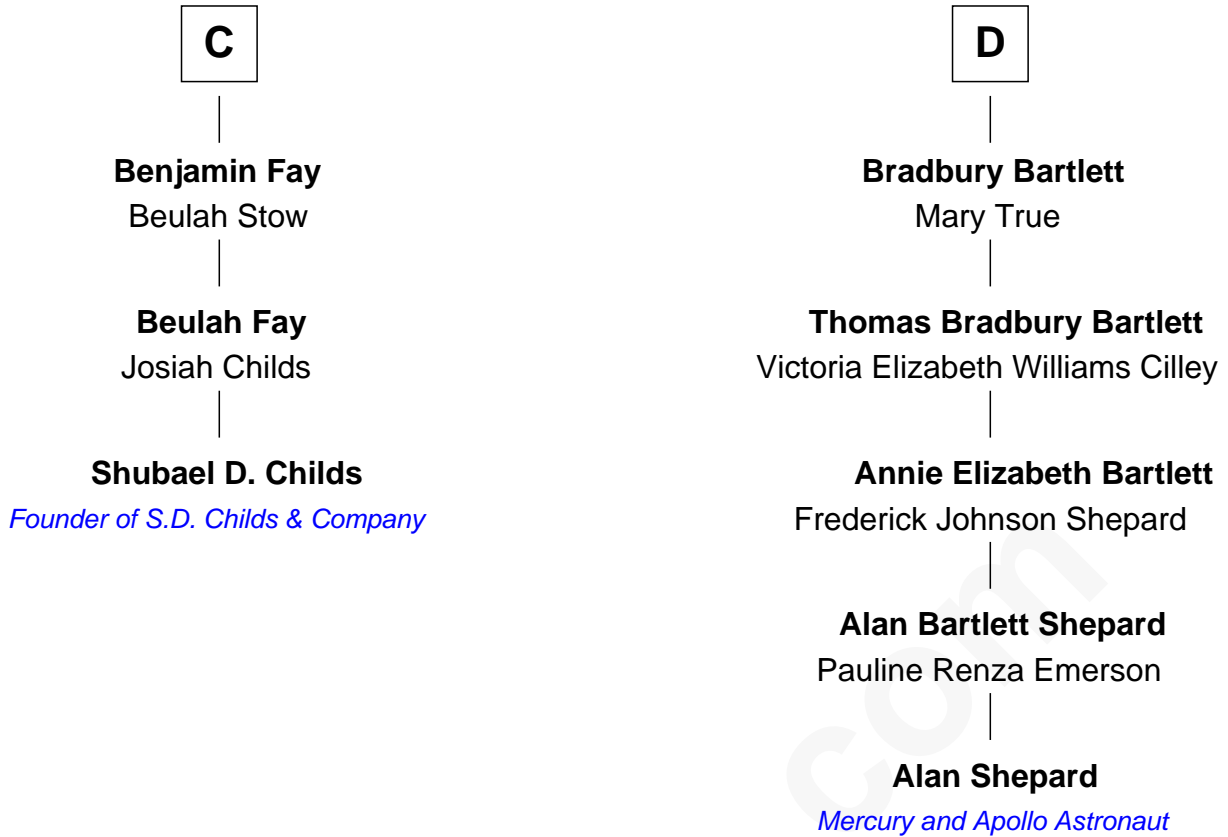 C
Benjamin Fay
Beulah Stow
Beulah Fay
Josiah Childs
Shubael D. Childs
Founder of S.D. Childs & Company
D
Bradbury Bartlett
Mary True
Thomas Bradbury Bartlett
Victoria Elizabeth Williams Cilley
Annie Elizabeth Bartlett
Frederick Johnson Shepard
Alan Bartlett Shepard
Pauline Renza Emerson
Alan Shepard
Mercury and Apollo Astronaut
com